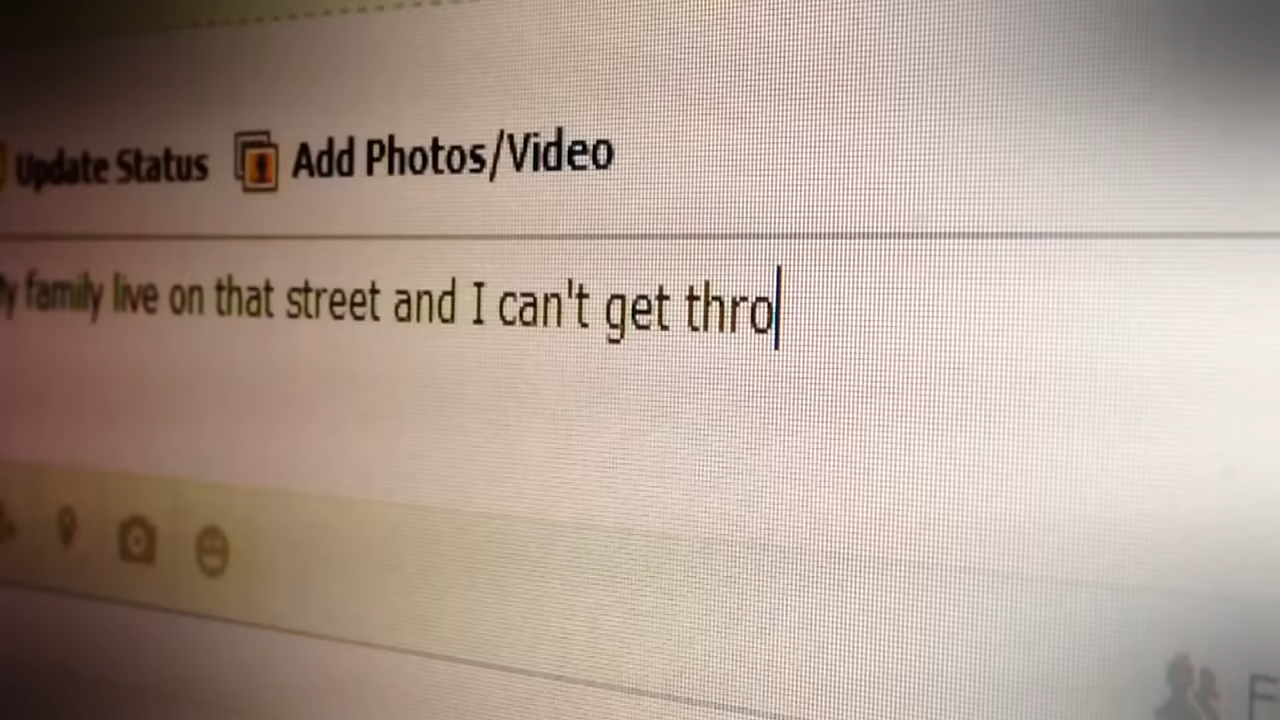 Update Status Add Photos/Video
y family live on that street and I can't get thro
F